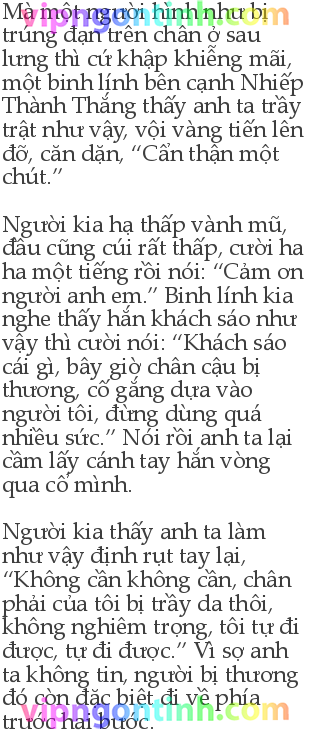 Mà một người hình như bị
trúng đạn trên chân ở sau
lưng thì cứ khập khiễng mãi,
một binh lính bên cạnh Nhiếp
Thành Thắng thấy anh ta trầy
trật như vậy, vội vàng tiến lên
đỡ, căn dặn, “Cẩn thận một
chút.”
Người kia hạ thấp vành mũ,
đầu cũng cúi rất thấp, cười ha
ha một tiếng rồi nói: “Cảm ơn
người anh em.” Binh lính kia
nghe thấy hắn khách sáo như
vậy thì cười nói: “Khách sáo
cái gì, bây giờ chân cậu bị
thương, cố gắng dựa vào
người tôi, đừng dùng quá
nhiều sức.” Nói rồi anh ta lại
cầm lấy cánh tay hắn vòng
qua cổ mình.
Người kia thấy anh ta làm
như vậy định rụt tay lại,
“Không cần không cần, chân
phải của tôi bị trầy da thôi,
không nghiêm trọng, tôi tự đi
được, tự đi được.” Vì sợ anh
ta không tin, người bị thương
đó còn đặc biệt đi về phía
trước hai bước.
vipngontinh.com
vipngontinh.com